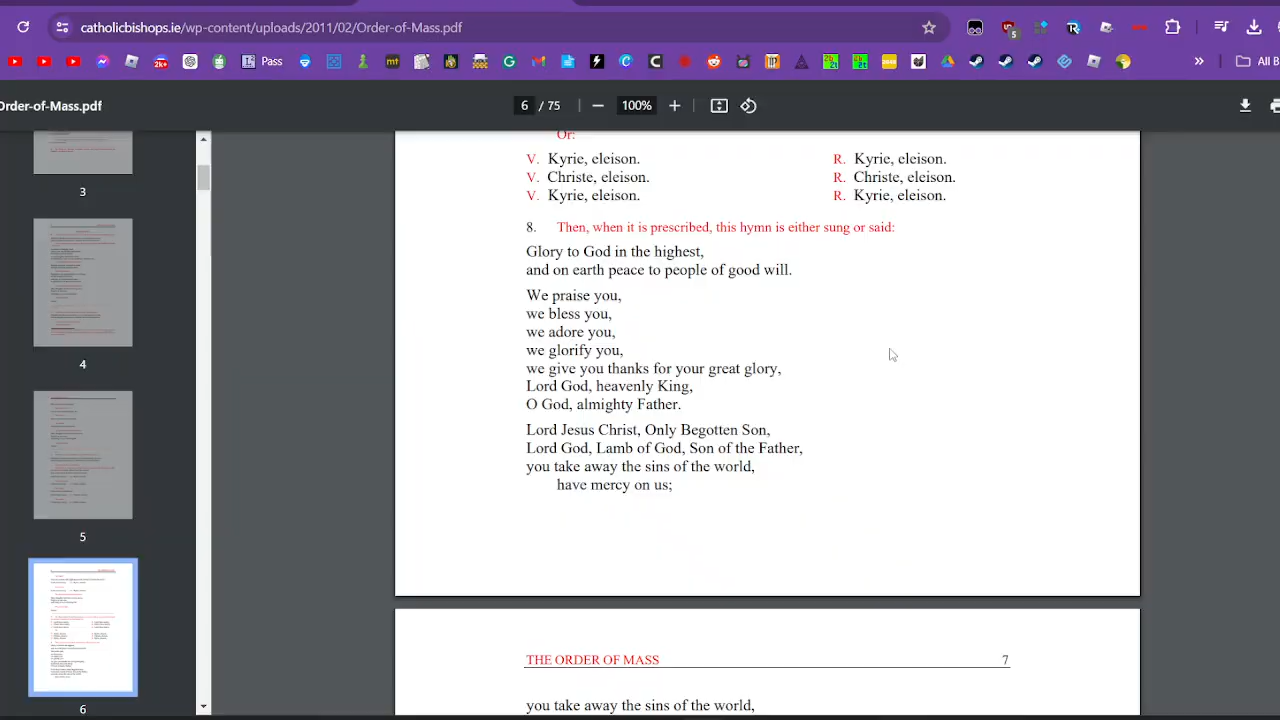 catholicbishops.ie/wp-content/uploads/2011/02/Order-of-Mass.pdf
Pass
All B
Order-of-Mass.pdf
6 / 75
100%
Or:
V. Kyrie, eleison. R. Kyrie, eleison.
V. Christe, eleison. R. Christe, eleison.
V. Kyrie, eleison. R. Kyrie, eleison.
8. Then, when it is prescribed, this hymn is either sung or said:
Glory to God in the highest,
and on earth peace to people of good will.
We praise you,
we bless you,
we adore you,
we glorify you,
we give you thanks for your great glory,
Lord God, heavenly King,
O God, almighty Father.
Lord Jesus Christ, Only Begotten Son,
Lord God, Lamb of God, Son of the Father,
you take away the sins of the world,
have mercy on us;
THE ORDER OF MASS 7
you take away the sins of the world,
3
4
5
6